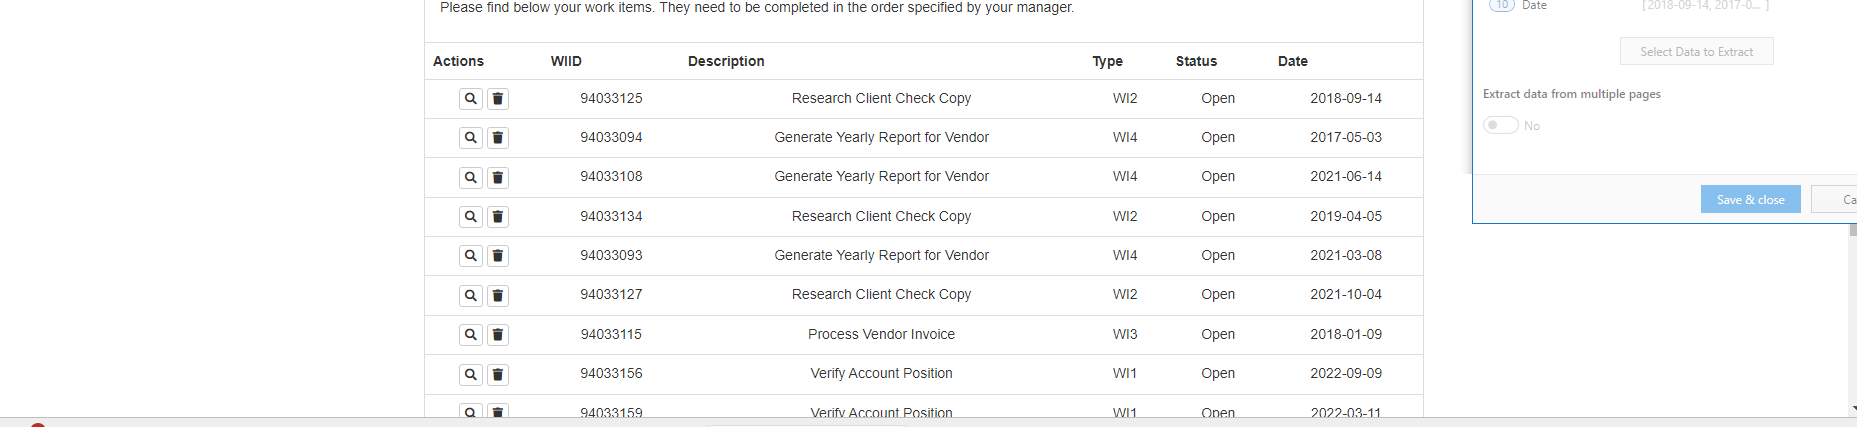 Please find below your work items. They need to be completed in the order specified by your manager.
Actions WIID Description Type Status Date
94033125 Research Client Check Copy WI2 Open 2018-09-14
94033094 Generate Yearly Report for Vendor WI4 Open 2017-05-03
94033108 Generate Yearly Report for Vendor WI4 Open 2021-06-14
94033134 Research Client Check Copy WI2 Open 2019-04-05
94033093 Generate Yearly Report for Vendor WI4 Open 2021-03-08
94033127 Research Client Check Copy WI2 Open 2021-10-04
94033115 Process Vendor Invoice WI3 Open 2018-01-09
94033156 Verify Account Position WI1 Open 2022-09-09
94033159 Verify Account Position WI1 Open 2022-03-11
10 Date [2018-09-14, 2017-0... ]
Select Data to Extract
Extract data from multiple pages
No
Save & close Ca